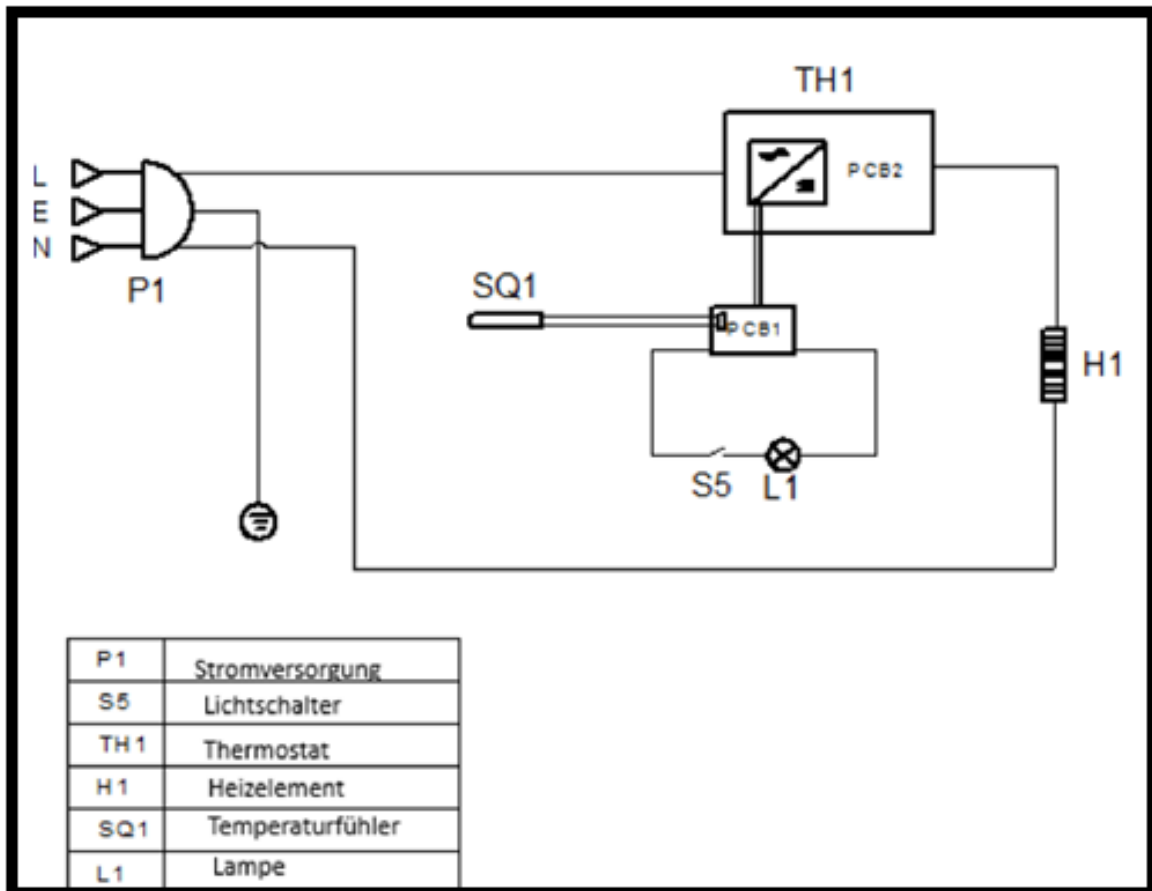 TH1
PCB2
L
E
N
P1
SQ1
PCB1
H1
S5 L1
P1 Stromversorgung
S5 Lichtschalter
TH1 Thermostat
H1 Heizelement
SQ1 Temperaturfühler
L1 Lampe